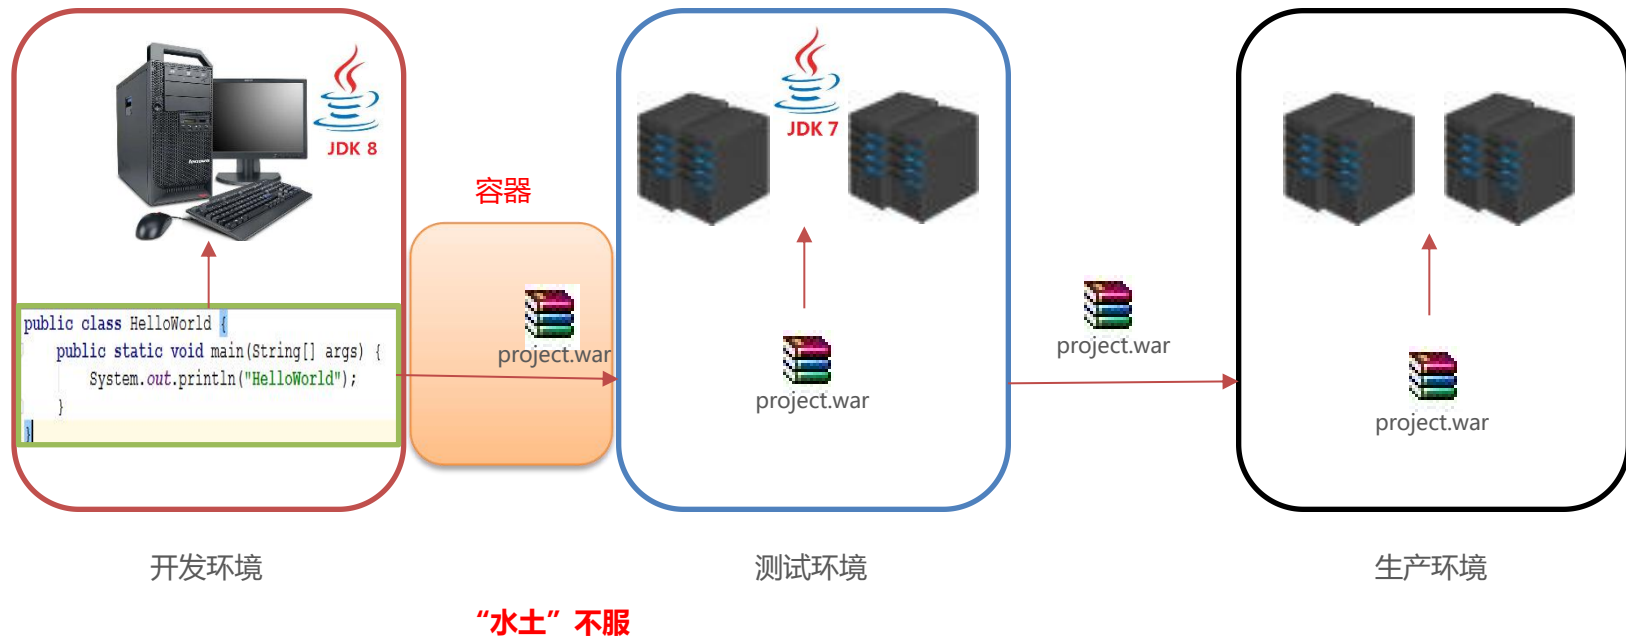 JDK 8
public class HelloWorld {
public static void main(String[] args) {
System.out.println("HelloWorld");
}
}
开发环境
容器
project.war
“水土”不服
JDK 7
project.war
测试环境
project.war
project.war
生产环境